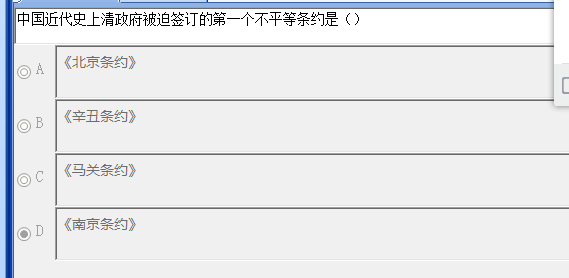 中国近代史上清政府被迫签订的第一个不平等条约是（）
A 《北京条约》
B 《辛丑条约》
C 《马关条约》
D 《南京条约》